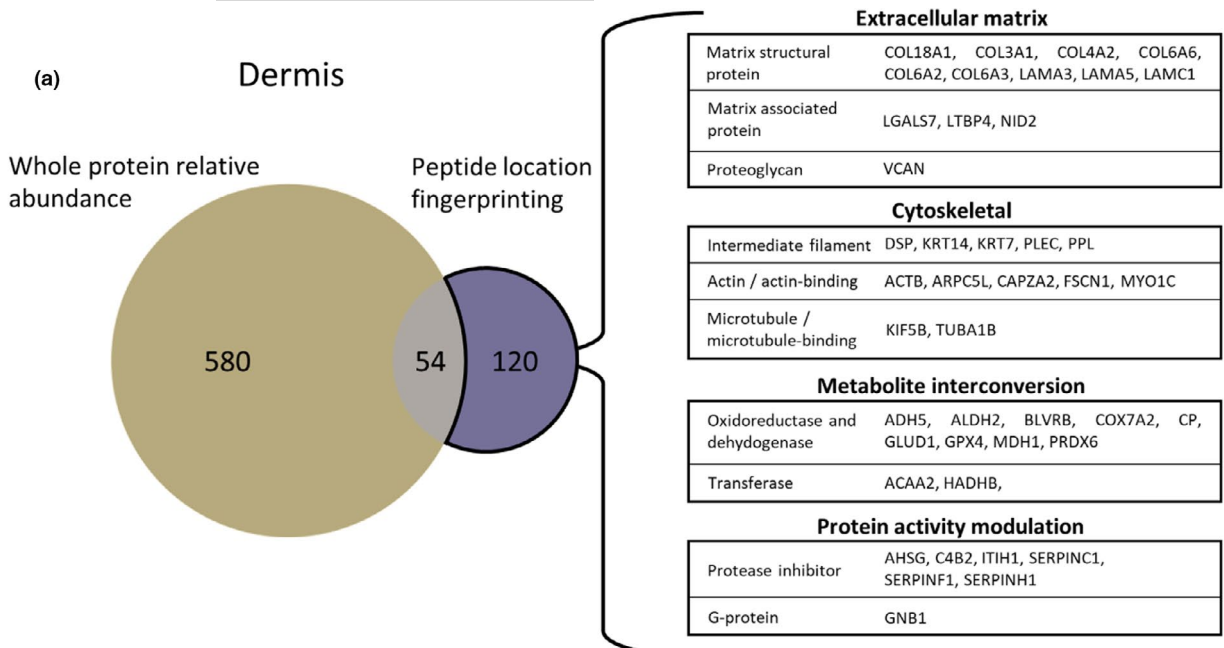 (a)
Dermis
Whole protein relative
abundance
Peptide location
fingerprinting
580
54
120
Extracellular matrix
Matrix structural
protein
COL18A1, COL3A1, COL4A2, COL6A6,
COL6A2, COL6A3, LAMA3, LAMA5, LAMC1
Matrix associated
protein
LGALS7, LTBP4, NID2
Proteoglycan
VCAN
Cytoskeletal
Intermediate filament
DSP, KRT14, KRT7, PLEC, PPL
Actin / actin-binding
ACTB, ARPC5L, CAPZA2, FSCN1, MYO1C
Microtubule /
microtubule-binding
KIF5B, TUBA1B
Metabolite interconversion
Oxidoreductase and
dehydogenase
ADH5, ALDH2, BLVRB, COX7A2, CP,
GLUD1, GPX4, MDH1, PRDX6
Transferase
ACAA2, HADHB,
Protein activity modulation
Protease inhibitor
AHSG, C4B2, ITIH1, SERPINC1,
SERPINF1, SERPINH1
G-protein
GNB1